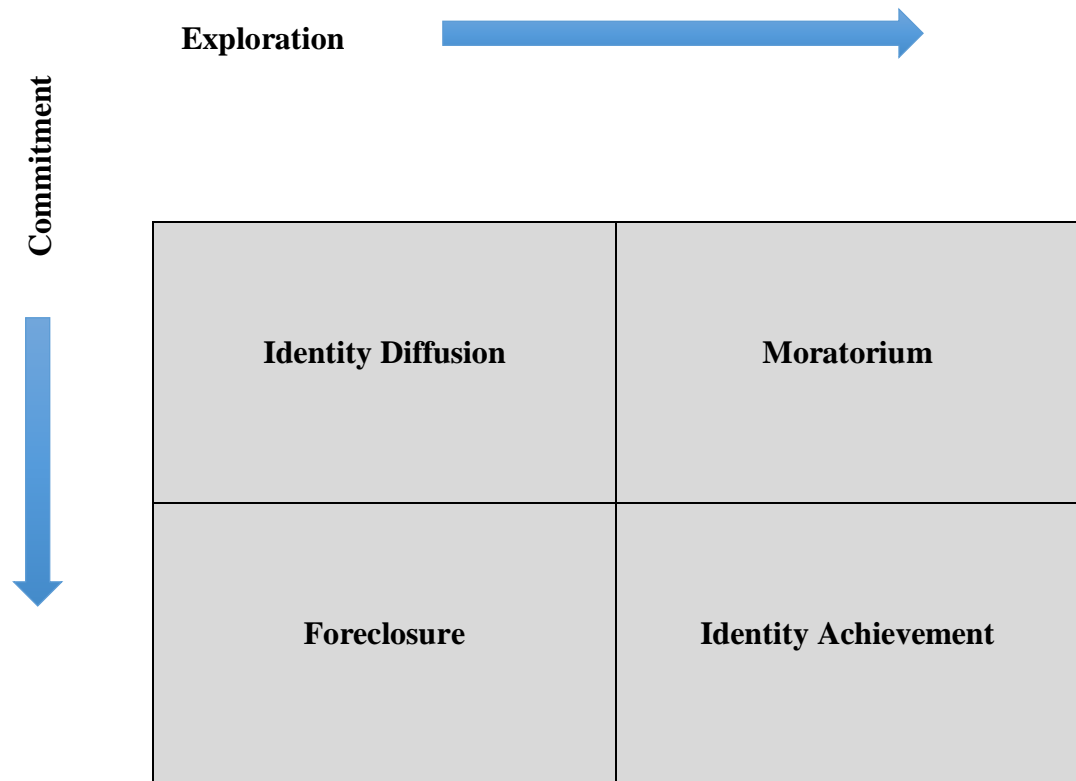 Exploration
Commitment
Identity Diffusion
Moratorium
Foreclosure
Identity Achievement